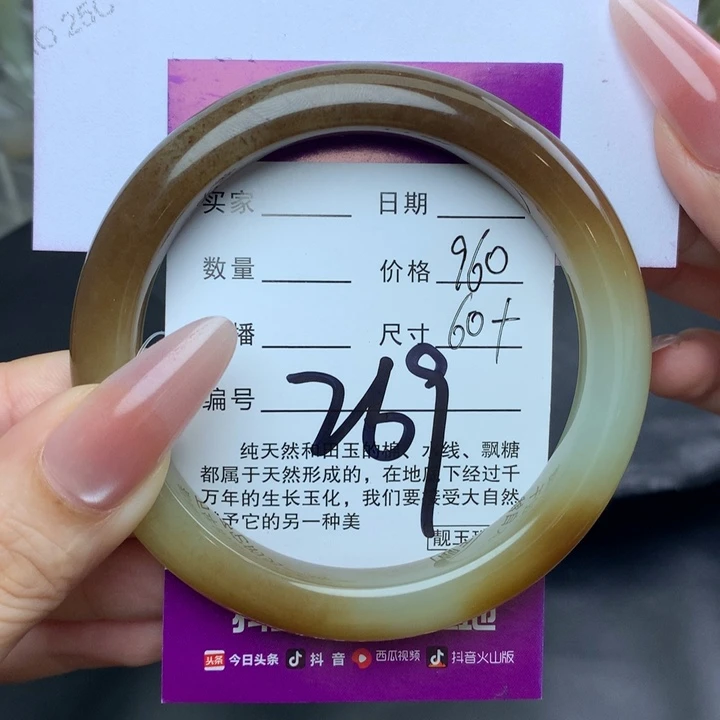 O 25C
买家 日期
数量 价格 960
播 尺寸 60+
编号 269
纯天然和田玉的棉、水线、飘糖
都属于天然形成的，在地底下经过千
万年的生长玉化，我们要接受大自然
予它的另一种美
靓玉
今日头条 抖音 西瓜视频 抖音火山版